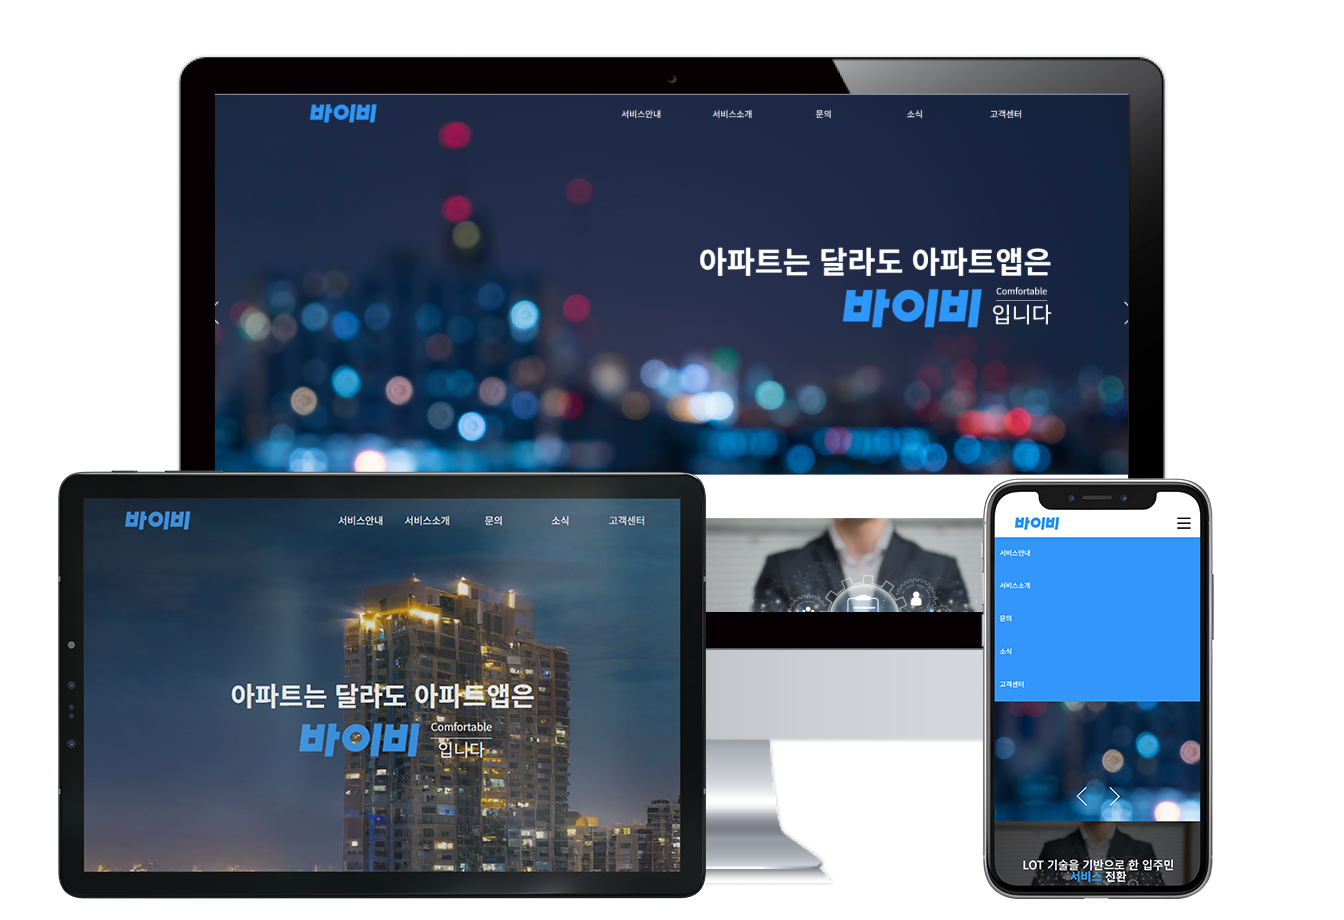 바이비
서비스안내 서비스소개 문의 소식 고객센터
아파트는 달라도 아파트앱은
바이비 Comfortable
입니다
바이비
서비스안내 서비스소개 문의 소식 고객센터
아파트는 달라도 아파트앱은
바이비 Comfortable
입니다
바이비
서비스안내
서비스소개
문의
소식
고객센터
LOT 기술을 기반으로 한 입주민
서비스 전환